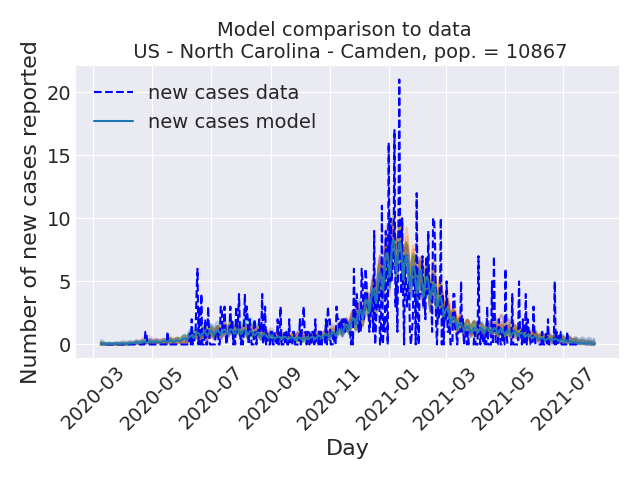 Model comparison to data
US - North Carolina - Camden, pop. = 10867
Number of new cases reported
20
15
10
5
0
new cases data
new cases model
2020-03
2020-05
2020-07
2020-09
2020-11
2021-01
2021-03
2021-05
2021-07
Day